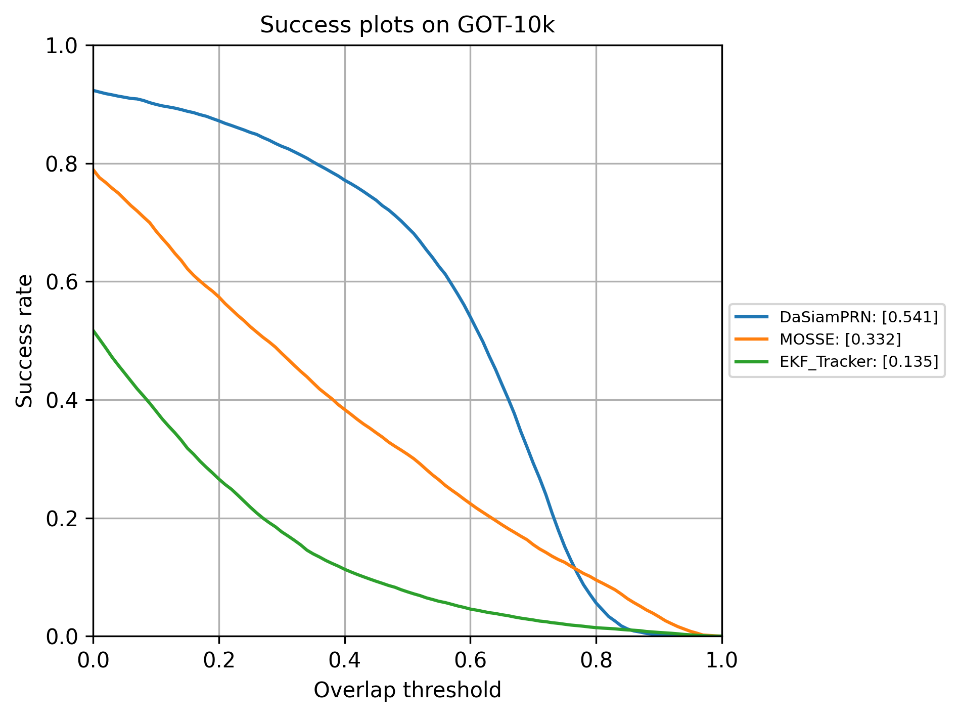 Success plots on GOT-10k
1.0
0.8
0.6
0.4
0.2
0.0
Success rate
0.0 0.2 0.4 0.6 0.8 1.0
Overlap threshold
DaSiamPRN: [0.541]
MOSSE: [0.332]
EKF_Tracker: [0.135]